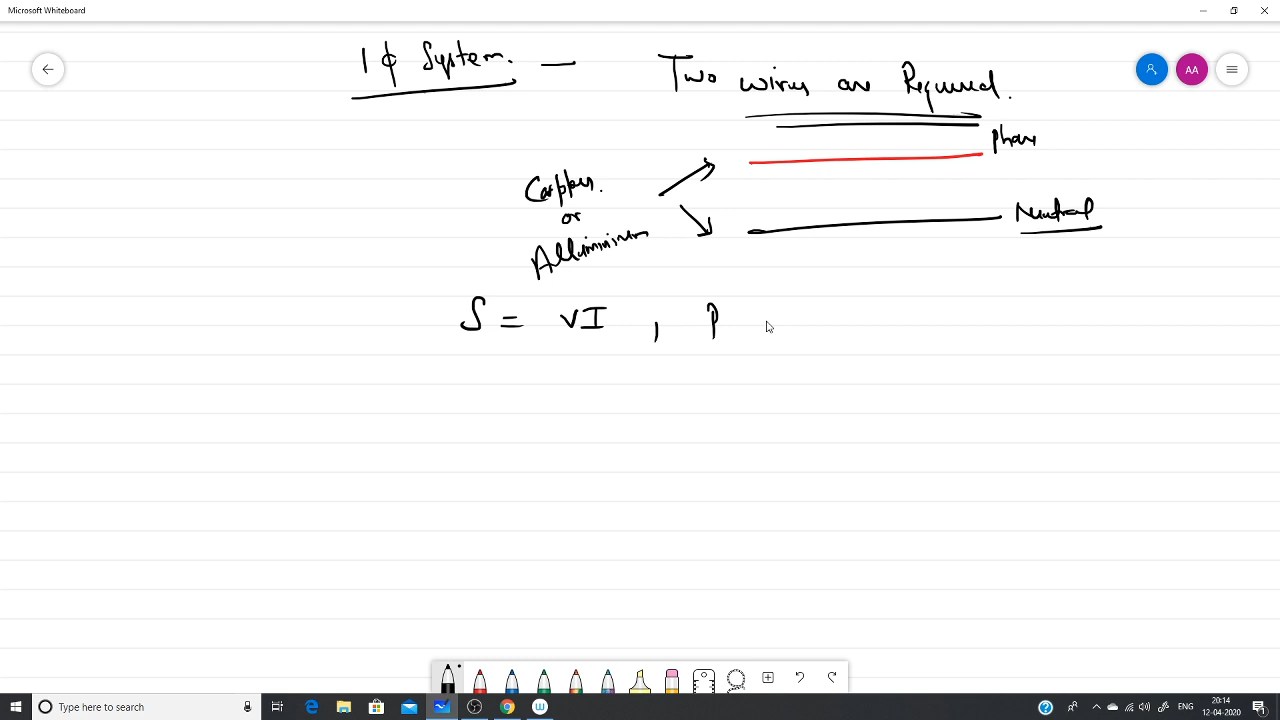 Microsoft Whiteboard
1 φ System. — Two wires are Required.
Phase
Copper.
or
Alluminium
Neutral
S = VI , P
AA
Type here to search
ENG
20:14
12-04-2020